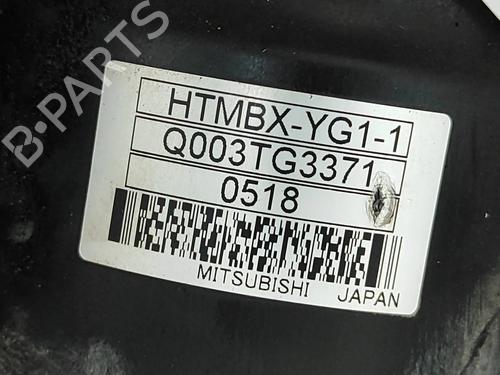 B-PARTS
HTMBX-YG1-1
Q003TG3371
0518
MITSUBISHI JAPAN